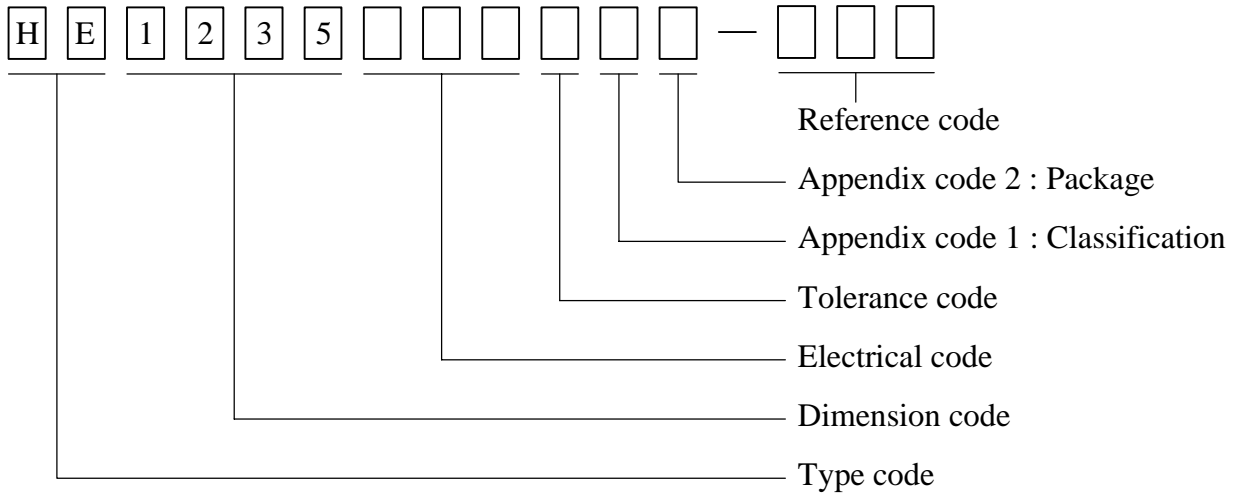 H E 1 2 3 5 —
Reference code
Appendix code 2 : Package
Appendix code 1 : Classification
Tolerance code
Electrical code
Dimension code
Type code